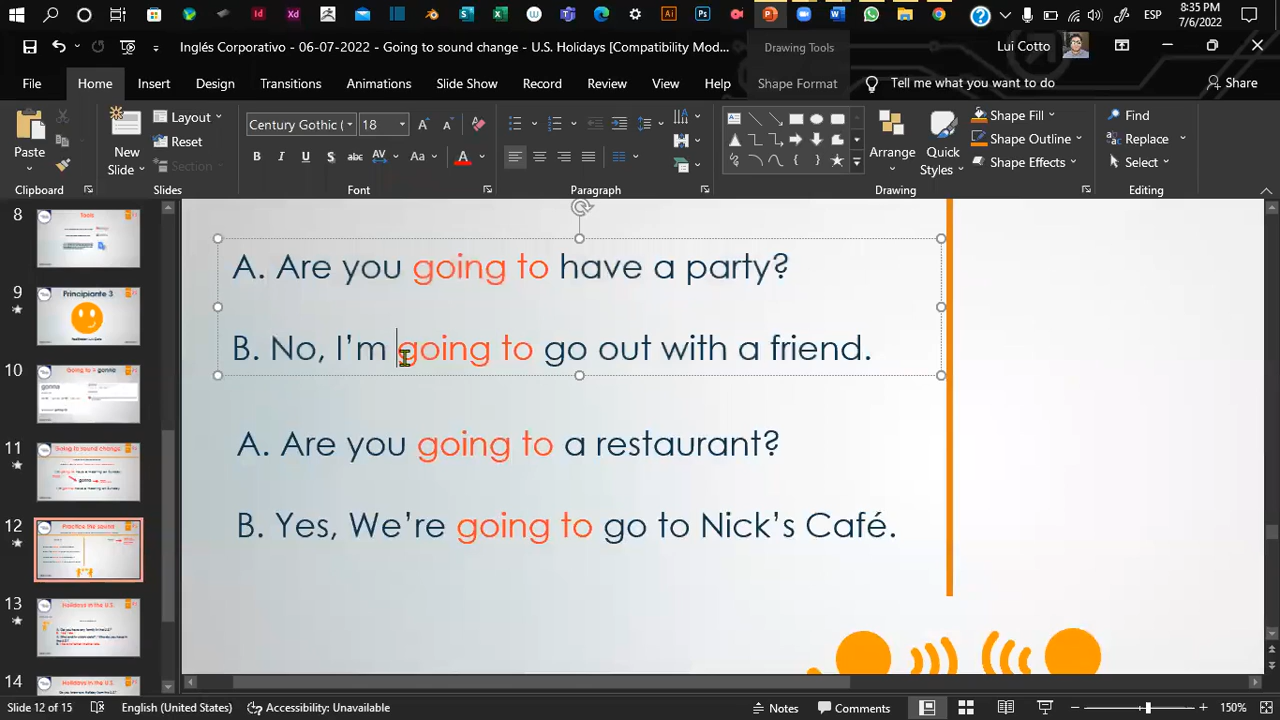 8:35 PM
ESP
7/6/2022
Inglés Corporativo - 06-07-2022 - Going to sound change - U.S. Holidays [Compatibility Mod...
Drawing Tools
Lui Cotto
File Home Insert Design Transitions Animations Slide Show Record Review View Help Shape Format Tell me what you want to do Share
Paste
New Slide
Layout
Reset
Section
Century Gothic ( 18
Arrange
Quick Styles
Shape Fill
Shape Outline
Shape Effects
Find
Replace
Select
Clipboard Slides Font Paragraph Drawing Editing
8
Tools
9
Principiante 3
10
Going to > gonna
gonna
11
Going to sound change
gonna
12
Practice the sound
13
Holidays in the U.S.
14
Holidays in the U.S.
A. Are you going to have a party?
B. No, I’m going to go out with a friend.
A. Are you going to a restaurant?
B. Yes, We’re going to go to Nick’s Café.
Slide 12 of 15 English (United States) Accessibility: Unavailable Notes Comments 150%